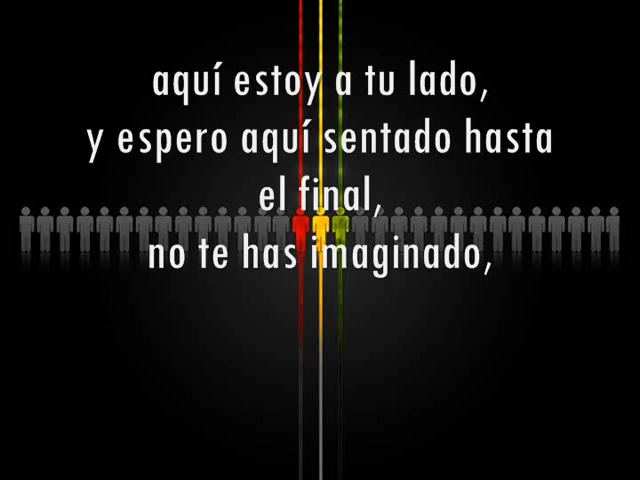 aquí estoy a tu lado,
y espero aquí sentado hasta
el final,
no te has imaginado,